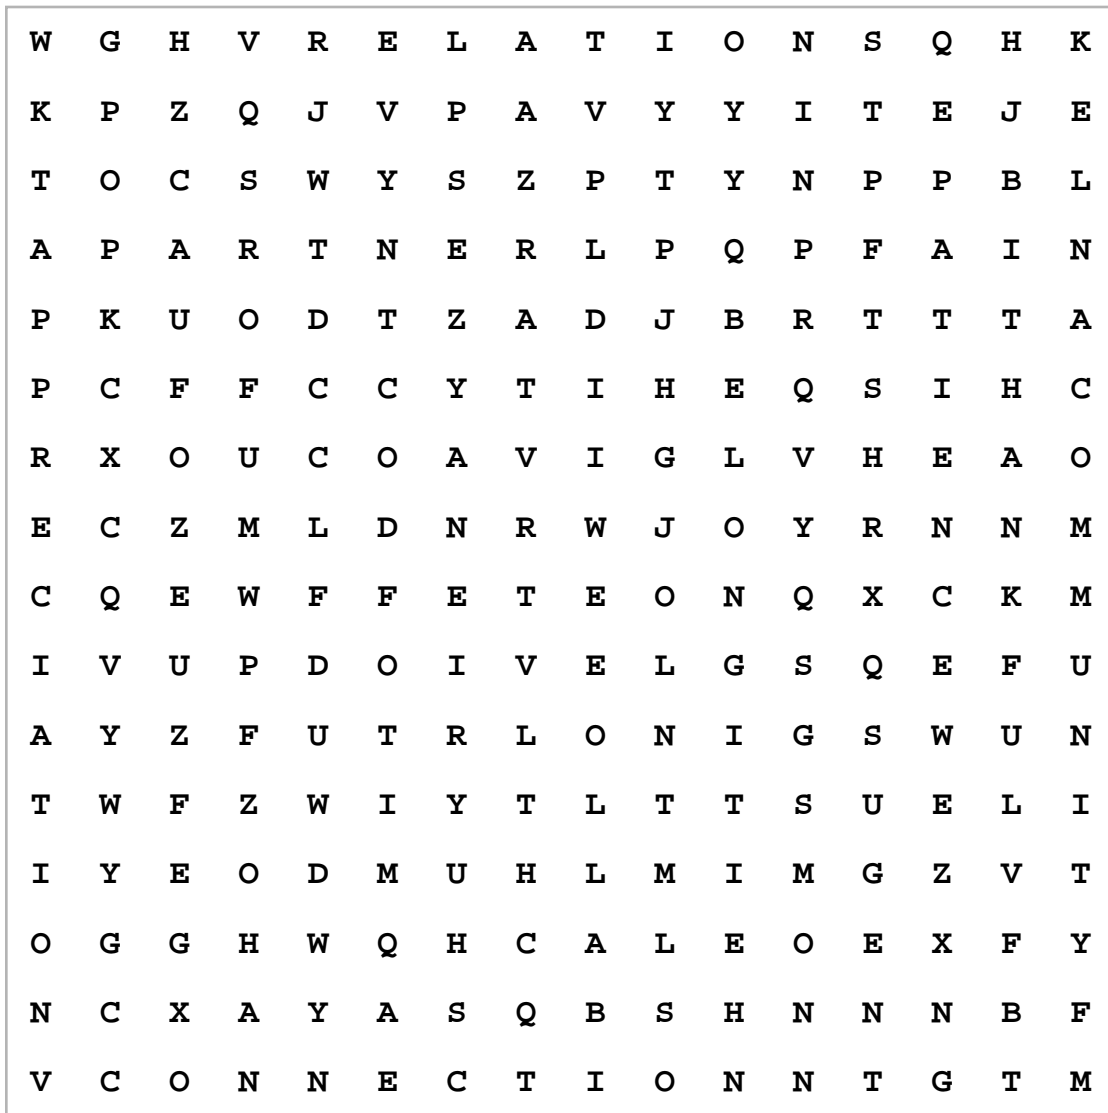 W G H V R E L A T I O N S Q H K
K P Z Q J V P A V Y Y I T E J E
T O C S W Y S Z P T Y N P P B L
A P A R T N E R L P Q P F A I N
P K U O D T Z A D J B R T T T A
P C F F C C Y T I H E Q S I H C
R X O U C O A V I G L V H E A O
E C Z M L D N R W J O Y R N N M
C Q E W F F E T E O N Q X C K M
I V U P D O I V E L G S Q E F U
A Y Z F U T R L O N I G S W U N
T W F Z W I Y T L T T S U E L I
I Y E O D M U H L M I M G Z V T
O G G H W Q H C A L E O E X F Y
N C X A Y A S Q B S H N N N B F
V C O N N E C T I O N N T G T M